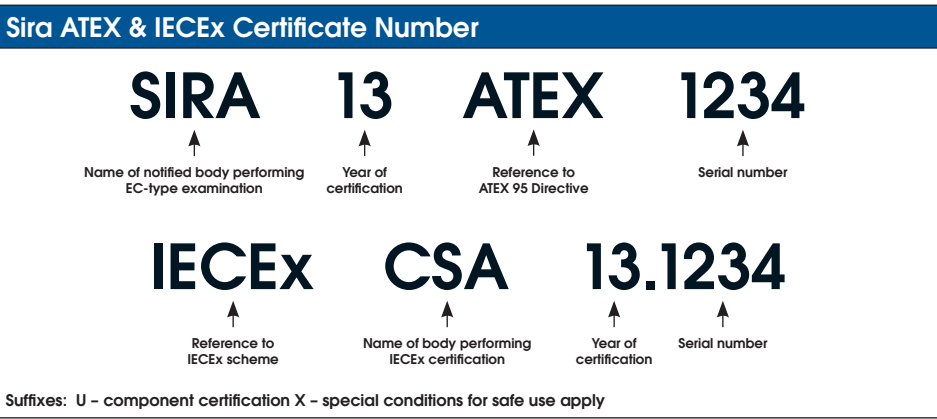 Sira ATEX & IECEx Certificate Number
SIRA 13 ATEX 1234
Name of notified body performing EC-type examination
Year of certification
Reference to ATEX 95 Directive
Serial number
IECEx CSA 13.1234
Reference to IECEx scheme
Name of body performing IECEx certification
Year of certification
Serial number
Suffixes: U – component certification X – special conditions for safe use apply